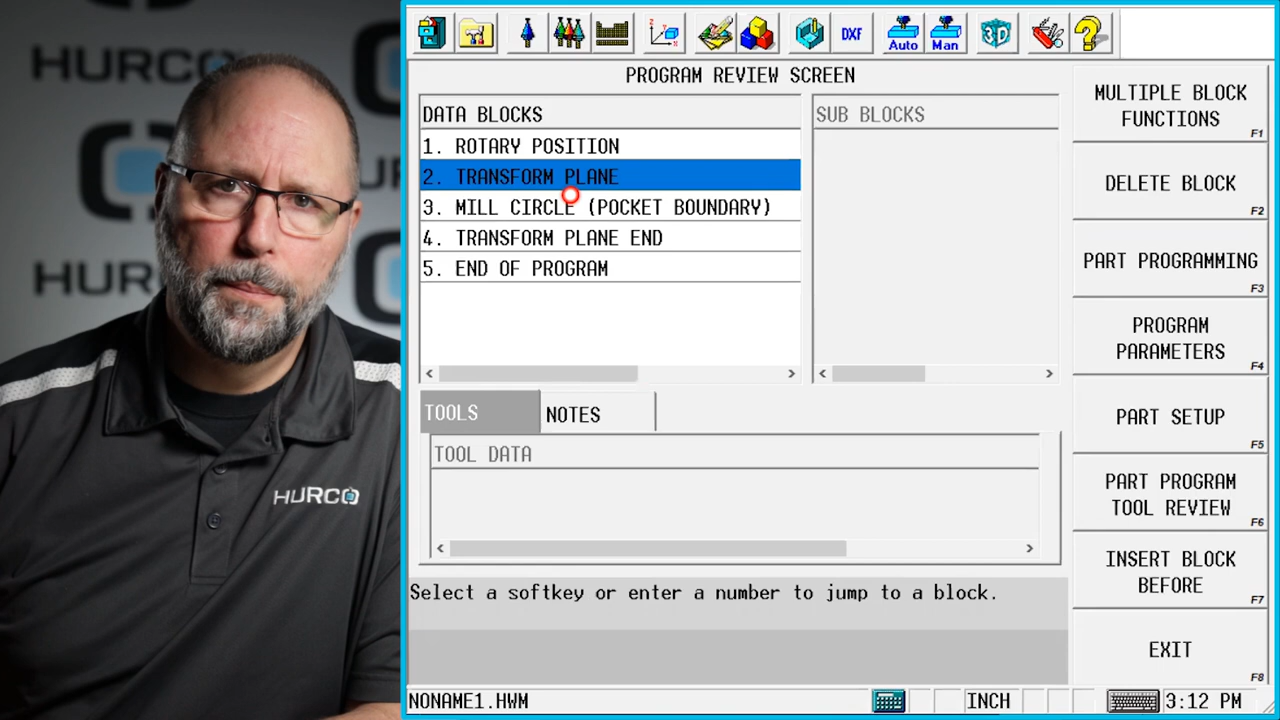 HURCO
HURCO
HURCO
DXF
Auto
Man
3D
PROGRAM REVIEW SCREEN
DATA BLOCKS
1. ROTARY POSITION
2. TRANSFORM PLANE
3. MILL CIRCLE (POCKET BOUNDARY)
4. TRANSFORM PLANE END
5. END OF PROGRAM
SUB BLOCKS
TOOLS
NOTES
TOOL DATA
Select a softkey or enter a number to jump to a block.
MULTIPLE BLOCK
FUNCTIONS
F1
DELETE BLOCK
F2
PART PROGRAMMING
F3
PROGRAM
PARAMETERS
F4
PART SETUP
F5
PART PROGRAM
TOOL REVIEW
F6
INSERT BLOCK
BEFORE
F7
EXIT
F8
NONAME1.HWM
INCH
3:12 PM